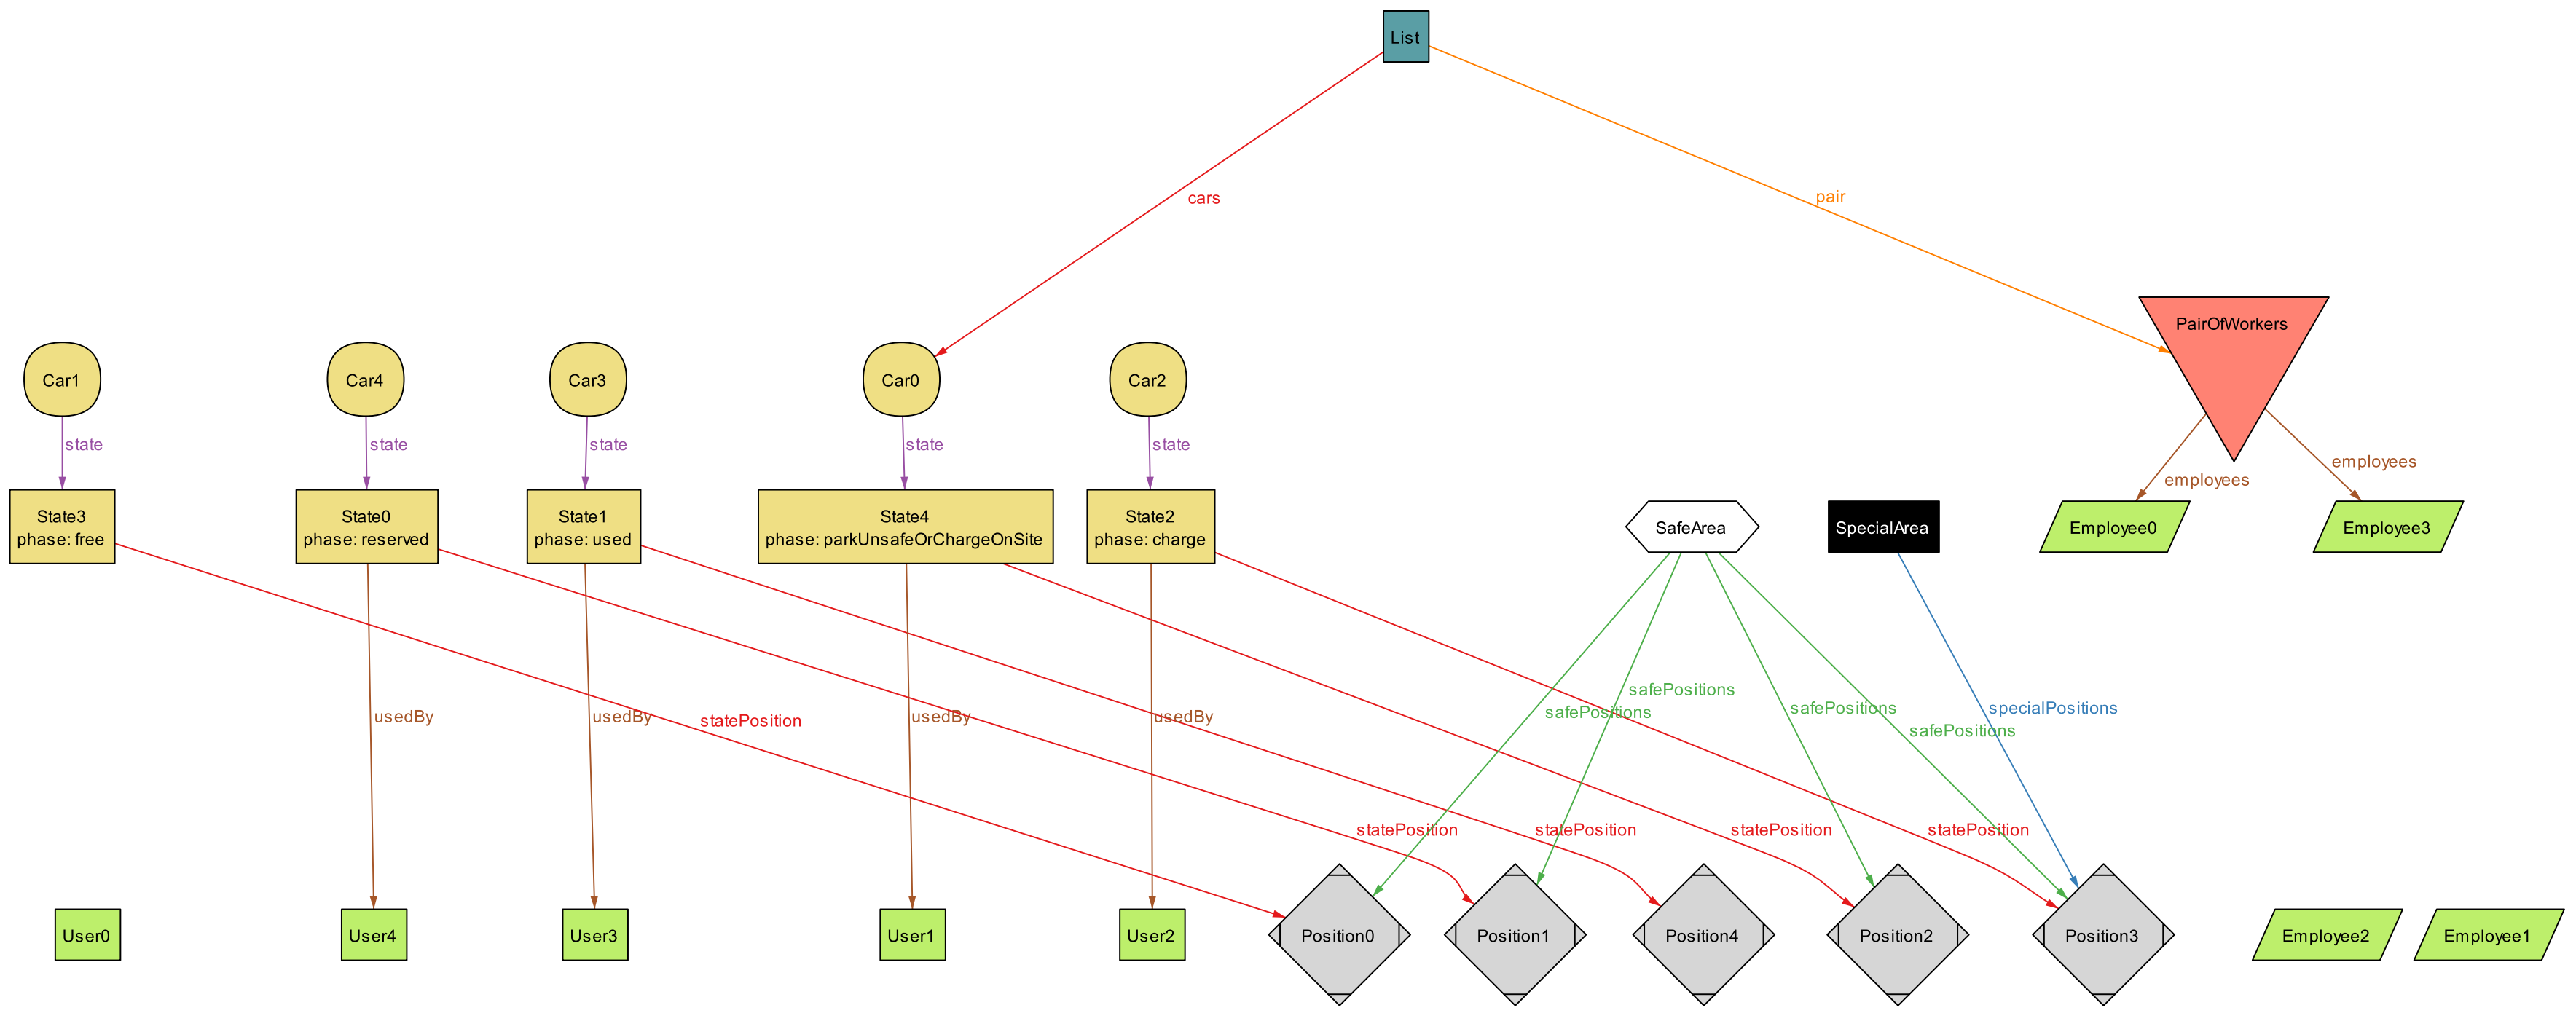 List
cars
pair
PairOfWorkers
Car1
Car4
Car3
Car0
Car2
state
state
state
state
state
employees
employees
State3
phase: free
State0
phase: reserved
State1
phase: used
State4
phase: parkUnsafeOrChargeOnSite
State2
phase: charge
SafeArea
SpecialArea
Employee0
Employee3
usedBy
usedBy
statePosition
usedBy
usedBy
safePositions
safePositions
safePositions
safePositions
specialPositions
statePosition
statePosition
statePosition
statePosition
User0
User4
User3
User1
User2
Position0
Position1
Position4
Position2
Position3
Employee2
Employee1